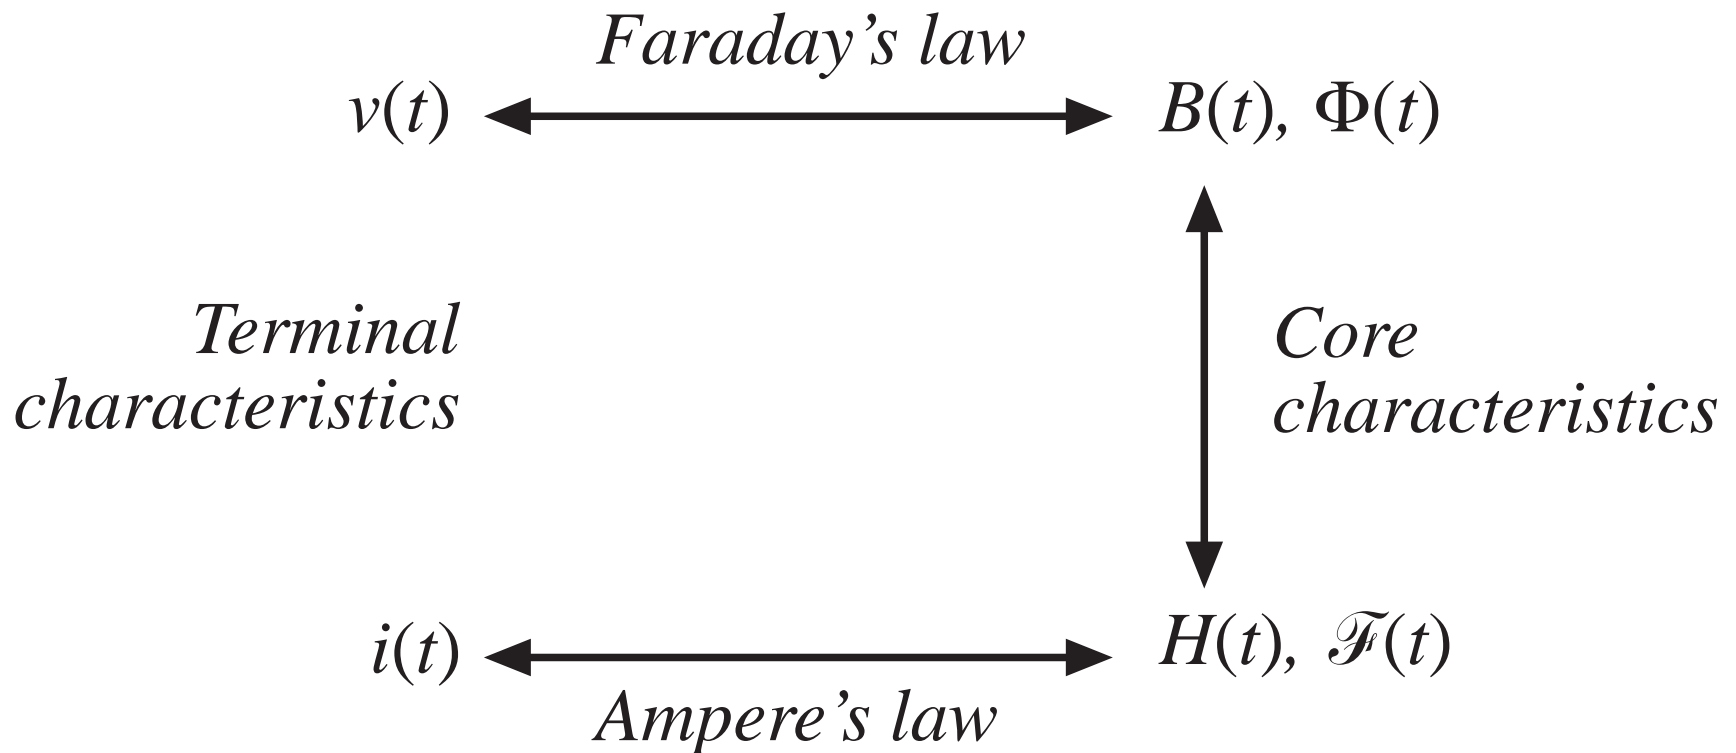 Faraday’s law
v(t)
B(t), Φ(t)
Terminal
characteristics
Core
characteristics
i(t)
H(t), ℱ(t)
Ampere’s law